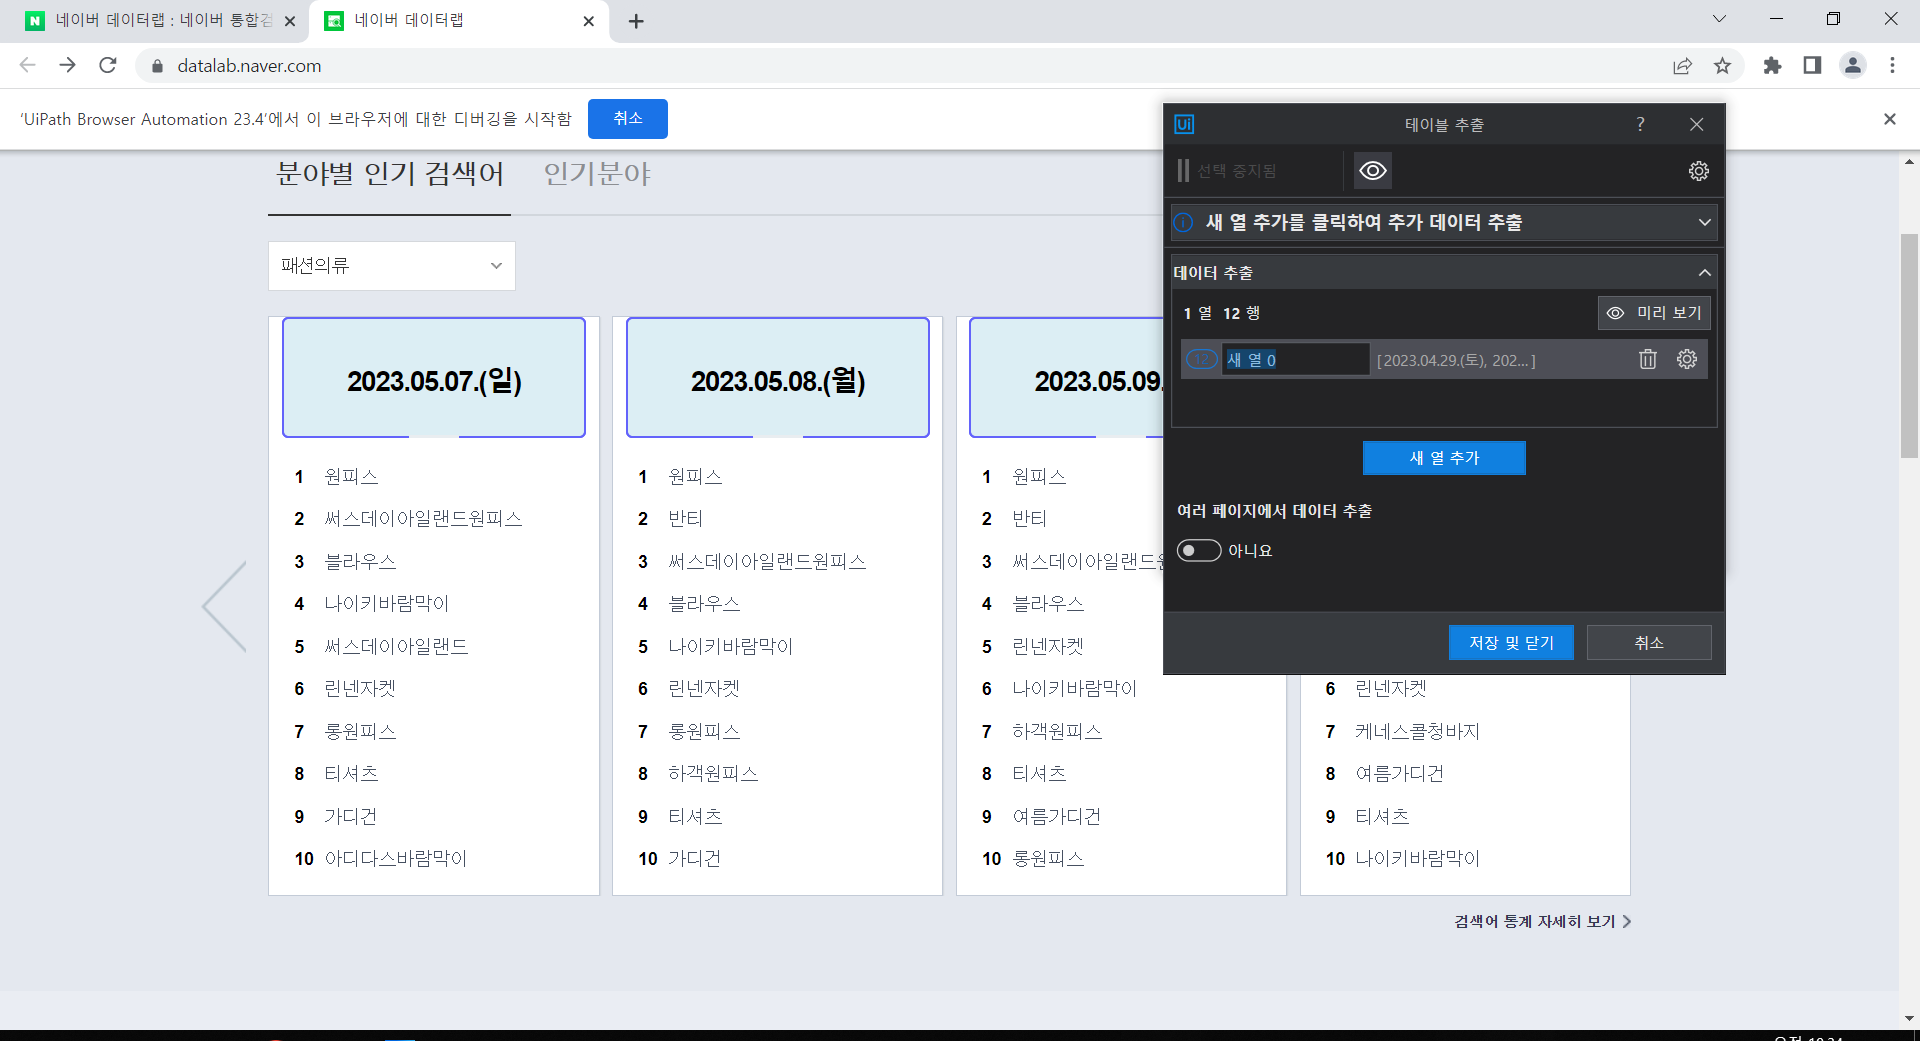 네이버 데이터랩 : 네이버 통합검
네이버 데이터랩
datalab.naver.com
'UiPath Browser Automation 23.4'에서 이 브라우저에 대한 디버깅을 시작함
취소
분야별 인기 검색어
인기분야
패션의류
2023.05.07.(일)
1 원피스
2 써스데이아일랜드원피스
3 블라우스
4 나이키바람막이
5 써스데이아일랜드
6 린넨자켓
7 롱원피스
8 티셔츠
9 가디건
10 아디다스바람막이
2023.05.08.(월)
1 원피스
2 반티
3 써스데이아일랜드원피스
4 블라우스
5 나이키바람막이
6 린넨자켓
7 롱원피스
8 하객원피스
9 티셔츠
10 가디건
2023.05.09.
1 원피스
2 반티
3 써스데이아일랜드
4 블라우스
5 린넨자켓
6 나이키바람막이
7 하객원피스
8 티셔츠
9 여름가디건
10 롱원피스
6 린넨자켓
7 케네스콜청바지
8 여름가디건
9 티셔츠
10 나이키바람막이
검색어 통계 자세히 보기
Ui
테이블 추출
?
선택 중지됨
새 열 추가를 클릭하여 추가 데이터 추출
데이터 추출
1 열 12 행
미리 보기
12
새 열 0
[2023.04.29.(토), 202... ]
새 열 추가
여러 페이지에서 데이터 추출
아니요
저장 및 닫기
취소